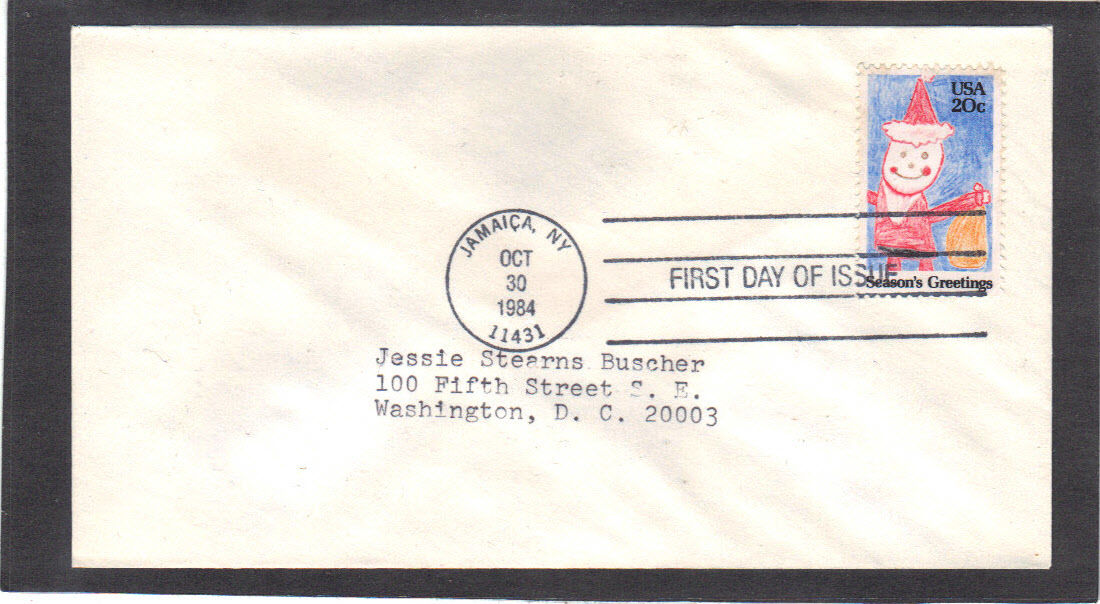 USA
20c
JAMAICA, NY
OCT
30
1984
11431
FIRST DAY OF ISSUE
Season's Greetings
Jessie Stearns Buscher
100 Fifth Street S. E.
Washington, D. C. 20003